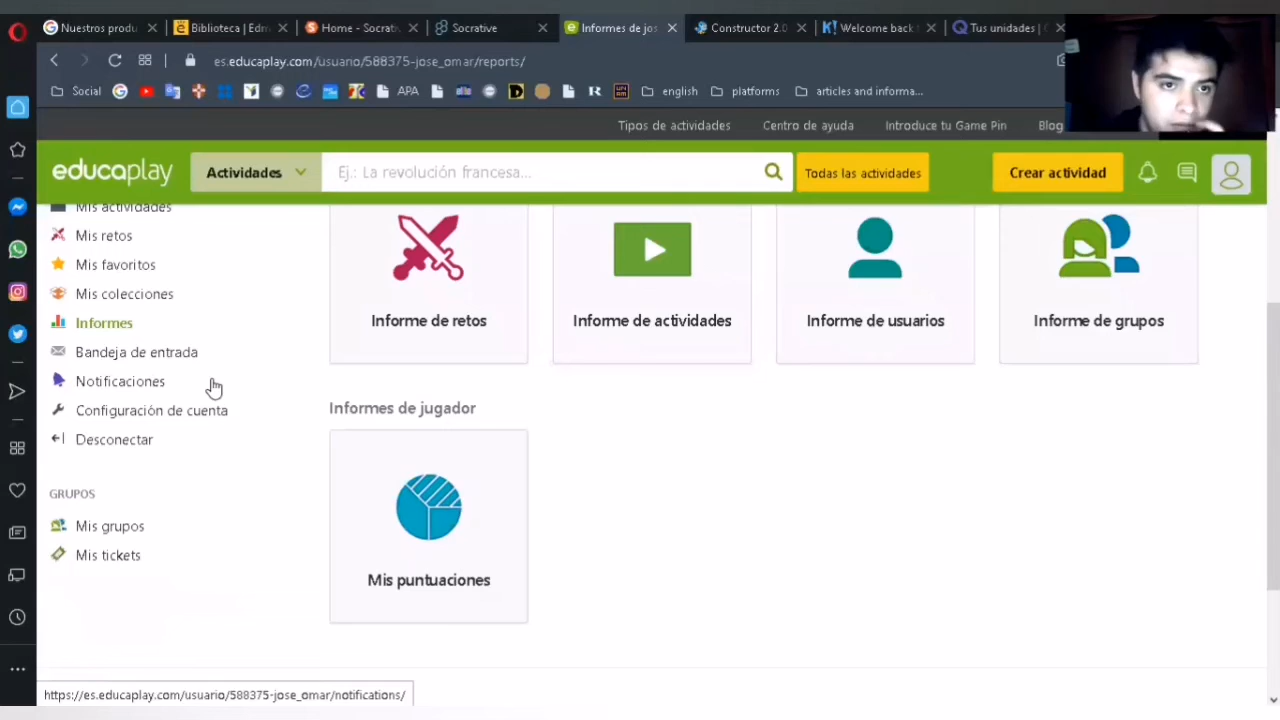 Nuestros produ
Biblioteca | Edm
Home - Socrati
Socrative
Informes de jos
Constructor 2.0
K! Welcome back
Tus unidades |
es.educaplay.com/usuario/588375-jose_omar/reports/
Social
APA
english
platforms
articles and informa...
Tipos de actividades
Centro de ayuda
Introduce tu Game Pin
Blog
educaplay
Actividades
Ej.: La revolución francesa...
Todas las actividades
Crear actividad
Mis actividades
Mis retos
Mis favoritos
Mis colecciones
Informes
Bandeja de entrada
Notificaciones
Configuración de cuenta
Desconectar
GRUPOS
Mis grupos
Mis tickets
Informe de retos
Informe de actividades
Informe de usuarios
Informe de grupos
Informes de jugador
Mis puntuaciones
https://es.educaplay.com/usuario/588375-jose_omar/notifications/